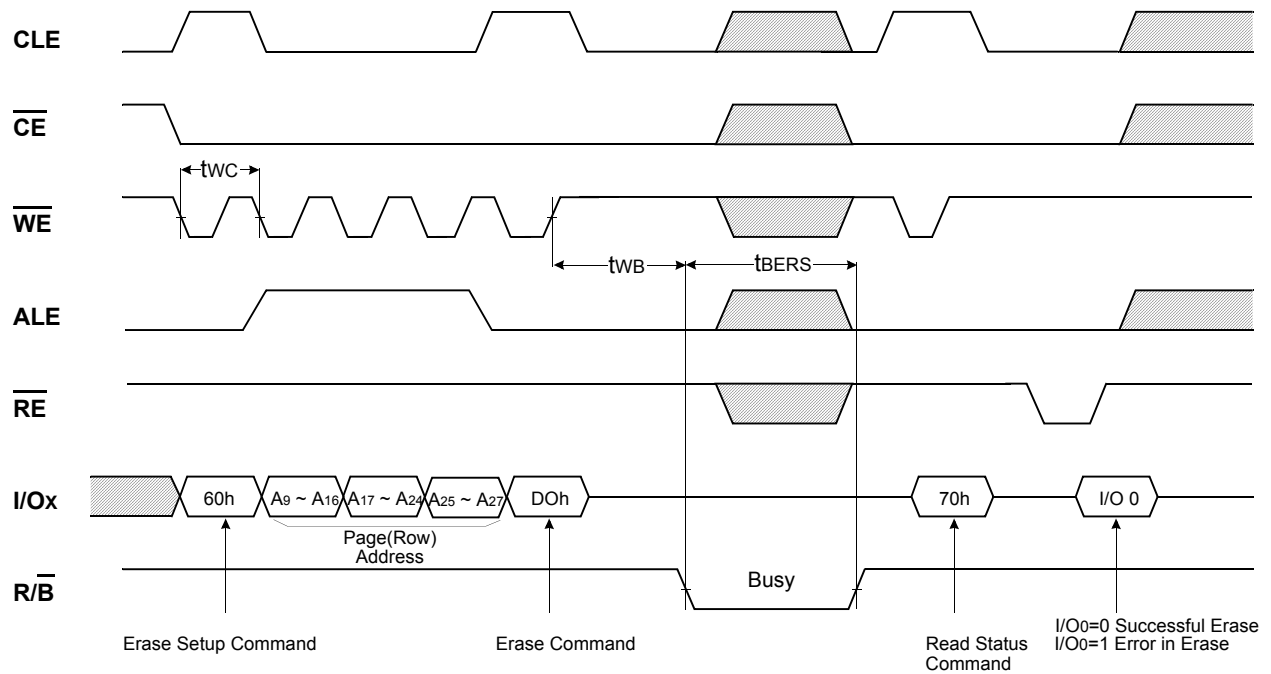 CLE
CE
tWC
WE
tWB
tBERS
ALE
RE
I/Ox
60h
A9 ~ A16
A17 ~ A24
A25 ~ A27
DOh
70h
I/O 0
Page(Row)
Address
R/B
Busy
Erase Setup Command
Erase Command
Read Status
Command
I/O0=0 Successful Erase
I/O0=1 Error in Erase